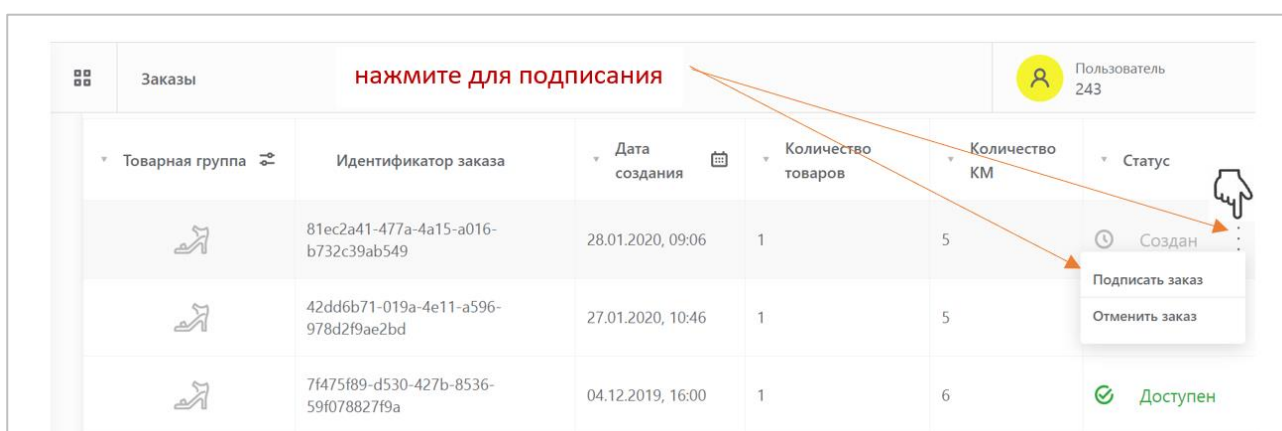 Заказы
нажмите для подписания
Пользователь
243
Товарная группа
Идентификатор заказа
Дата
создания
Количество
товаров
Количество
КМ
Статус
81ec2a41-477a-4a15-a016-
b732c39ab549
28.01.2020, 09:06
1
5
Создан
Подписать заказ
Отменить заказ
42dd6b71-019a-4e11-a596-
978d2f9ae2bd
27.01.2020, 10:46
1
5
7f475f89-d530-427b-8536-
59f078827f9a
04.12.2019, 16:00
1
6
Доступен